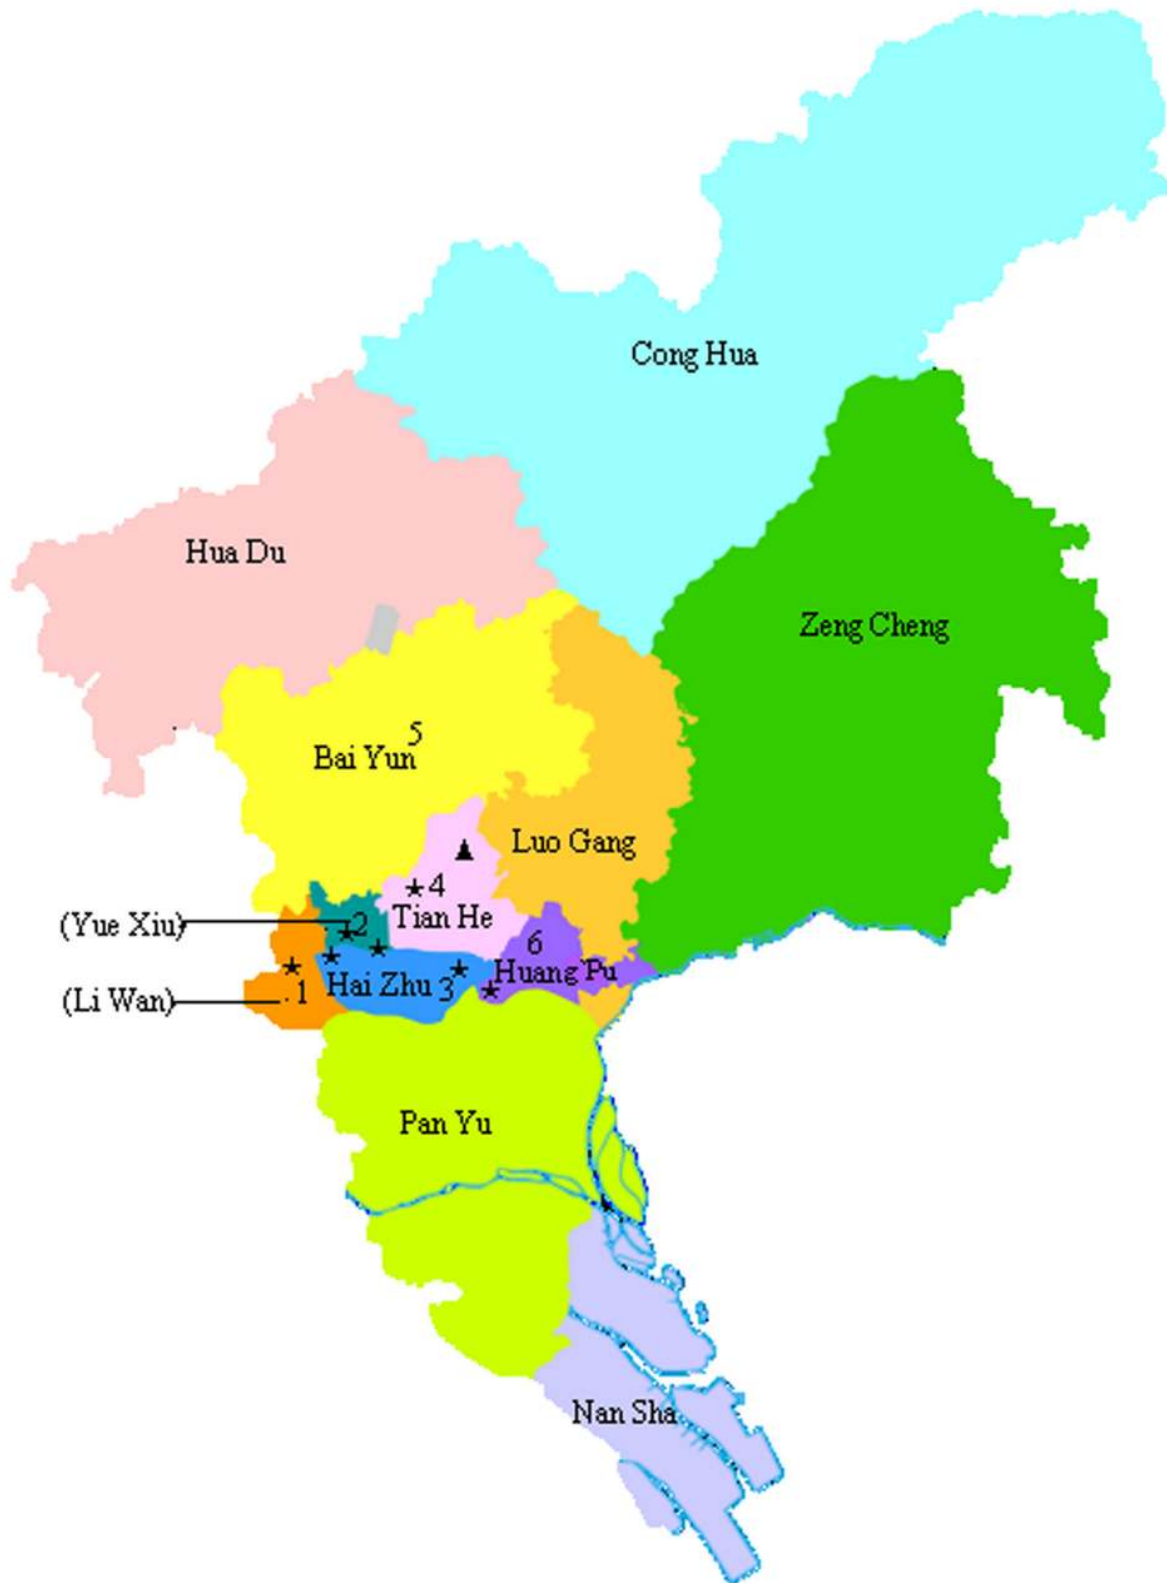 Cong Hua
Hua Du
Zeng Cheng
5
Bai Yun
Luo Gang
4
(Yue Xiu)
2
Tian He
6
Huang Pu
Hai Zhu 3
(Li Wan)
1
Pan Yu
Nan Sha